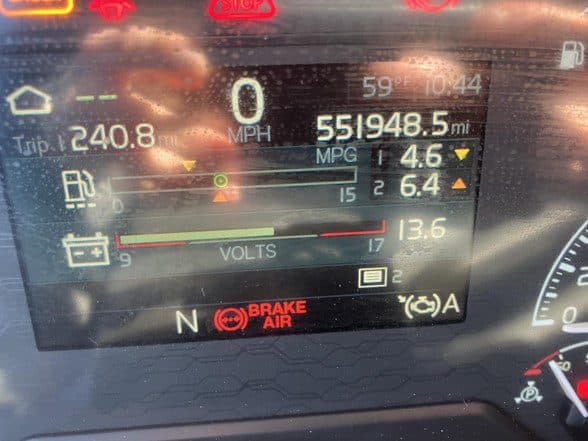 STOP
0
59°F 10:44
-- --
Trip 1 240.8 mi
MPH
551948.5 mi
MPG
1 4.6
2 6.4
0
15
13.6
9
VOLTS
17
2
N
BRAKE
AIR
A
0
P